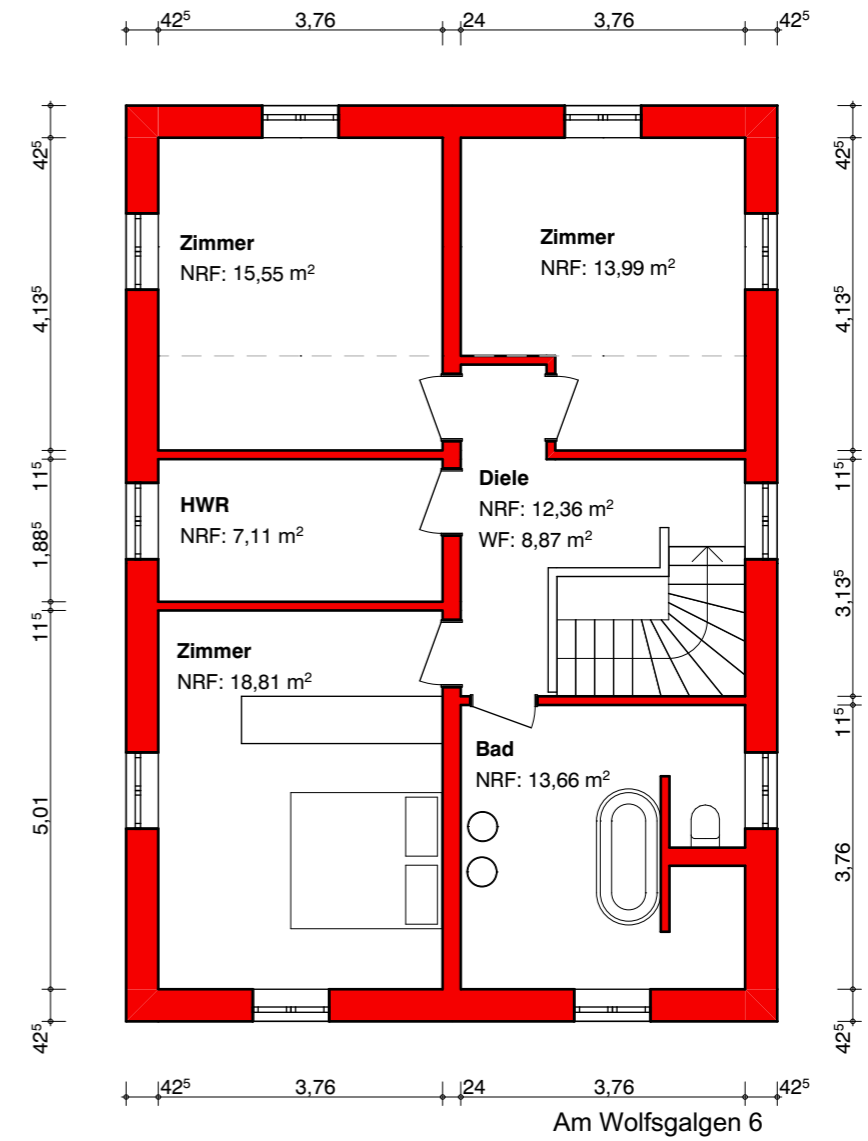 42⁵ 3,76 24 3,76 42⁵
42⁵
42⁵
4,13⁵
4,13⁵
Zimmer
NRF: 15,55 m²
Zimmer
NRF: 13,99 m²
11⁵
11⁵
HWR
NRF: 7,11 m²
Diele
NRF: 12,36 m²
WF: 8,87 m²
1,88⁵
3,13⁵
11⁵
Zimmer
NRF: 18,81 m²
11⁵
Bad
NRF: 13,66 m²
5,01
3,76
42⁵
42⁵
42⁵ 3,76 24 3,76 42⁵
Am Wolfsgalgen 6